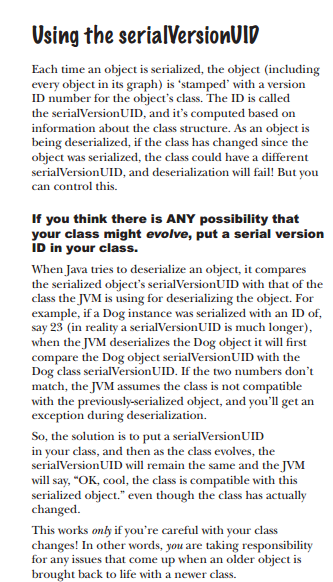 Using the serialVersionUID
Each time an object is serialized, the object (including
every object in its graph) is ‘stamped’ with a version
ID number for the object’s class. The ID is called
the serialVersionUID, and it’s computed based on
information about the class structure. As an object is
being deserialized, if the class has changed since the
object was serialized, the class could have a different
serialVersionUID, and deserialization will fail! But you
can control this.
If you think there is ANY possibility that
your class might evolve, put a serial version
ID in your class.
When Java tries to deserialize an object, it compares
the serialized object’s serialVersionUID with that of the
class the JVM is using for deserializing the object. For
example, if a Dog instance was serialized with an ID of,
say 23 (in reality a serialVersionUID is much longer),
when the JVM deserializes the Dog object it will first
compare the Dog object serialVersionUID with the
Dog class serialVersionUID. If the two numbers don’t
match, the JVM assumes the class is not compatible
with the previously-serialized object, and you’ll get an
exception during deserialization.
So, the solution is to put a serialVersionUID
in your class, and then as the class evolves, the
serialVersionUID will remain the same and the JVM
will say, “OK, cool, the class is compatible with this
serialized object.” even though the class has actually
changed.
This works only if you’re careful with your class
changes! In other words, you are taking responsibility
for any issues that come up when an older object is
brought back to life with a newer class.